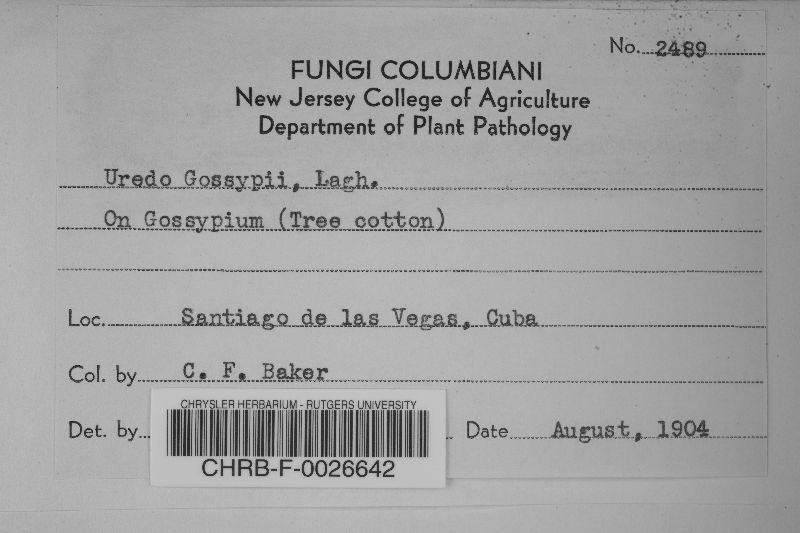 No. 2489
FUNGI COLUMBIANI
New Jersey College of Agriculture
Department of Plant Pathology
Uredo Gossypii, Lagh.
On Gossypium (Tree cotton)
Loc. Santiago de las Vegas, Cuba
Col. by C. F. Baker
Det. by Date August, 1904
CHRYSLER HERBARIUM - RUTGERS UNIVERSITY
CHRB-F-0026642